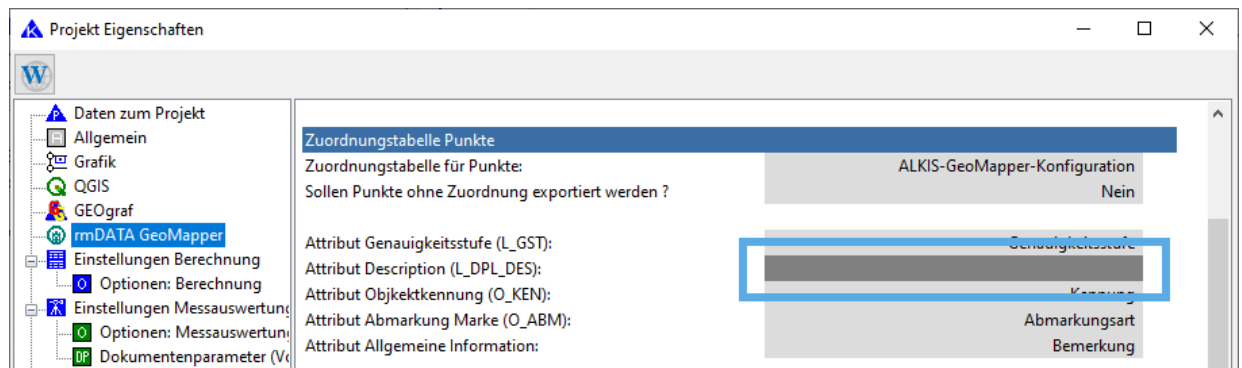 Projekt Eigenschaften
W
Daten zum Projekt
Allgemein
Grafik
QGIS
GEOgraf
rmDATA GeoMapper
Einstellungen Berechnung
Optionen: Berechnung
Einstellungen Messauswertung
Optionen: Messauswertung
Dokumentenparameter (Vo
Zuordnungstabelle Punkte
Zuordnungstabelle für Punkte: ALKIS-GeoMapper-Konfiguration
Sollen Punkte ohne Zuordnung exportiert werden ? Nein
Attribut Genauigkeitsstufe (L_GST): Genauigkeitsstufe
Attribut Description (L_DPL_DES):
Attribut Objkektkennung (O_KEN): Kennung
Attribut Abmarkung Marke (O_ABM): Abmarkungsart
Attribut Allgemeine Information: Bemerkung